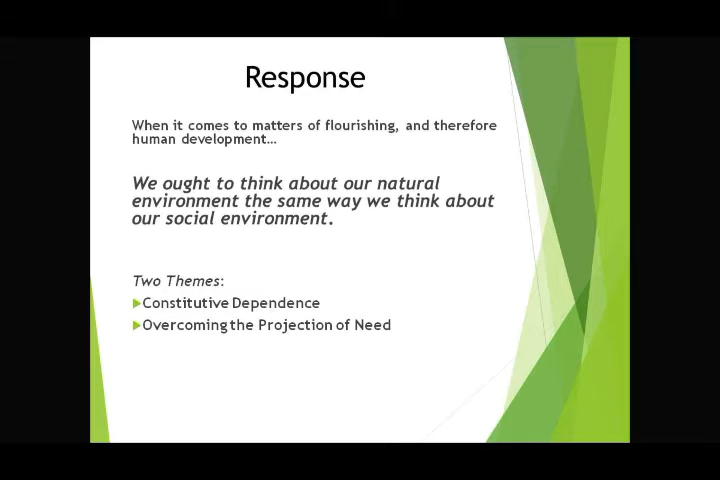 Response
When it comes to matters of flourishing, and therefore
human development…
We ought to think about our natural
environment the same way we think about
our social environment.
Two Themes:
Constitutive Dependence
Overcoming the Projection of Need